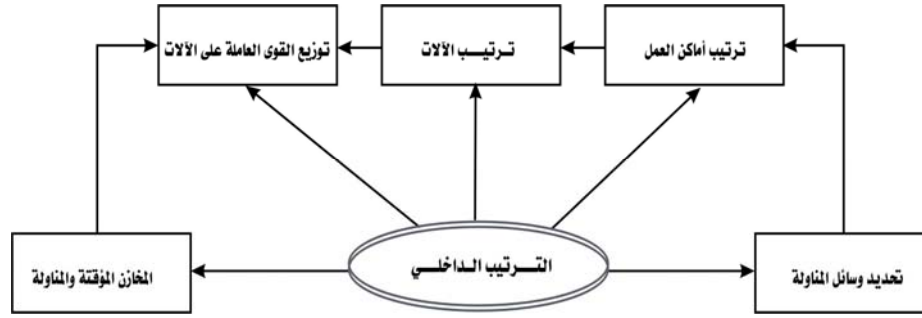 ترتيب أماكن العمل
ترتيب الآلات
توزيع القوى العاملة على الآلات
تحديد وسائل المناولة
الترتيب الداخلي
المخازن المؤقتة والمناولة